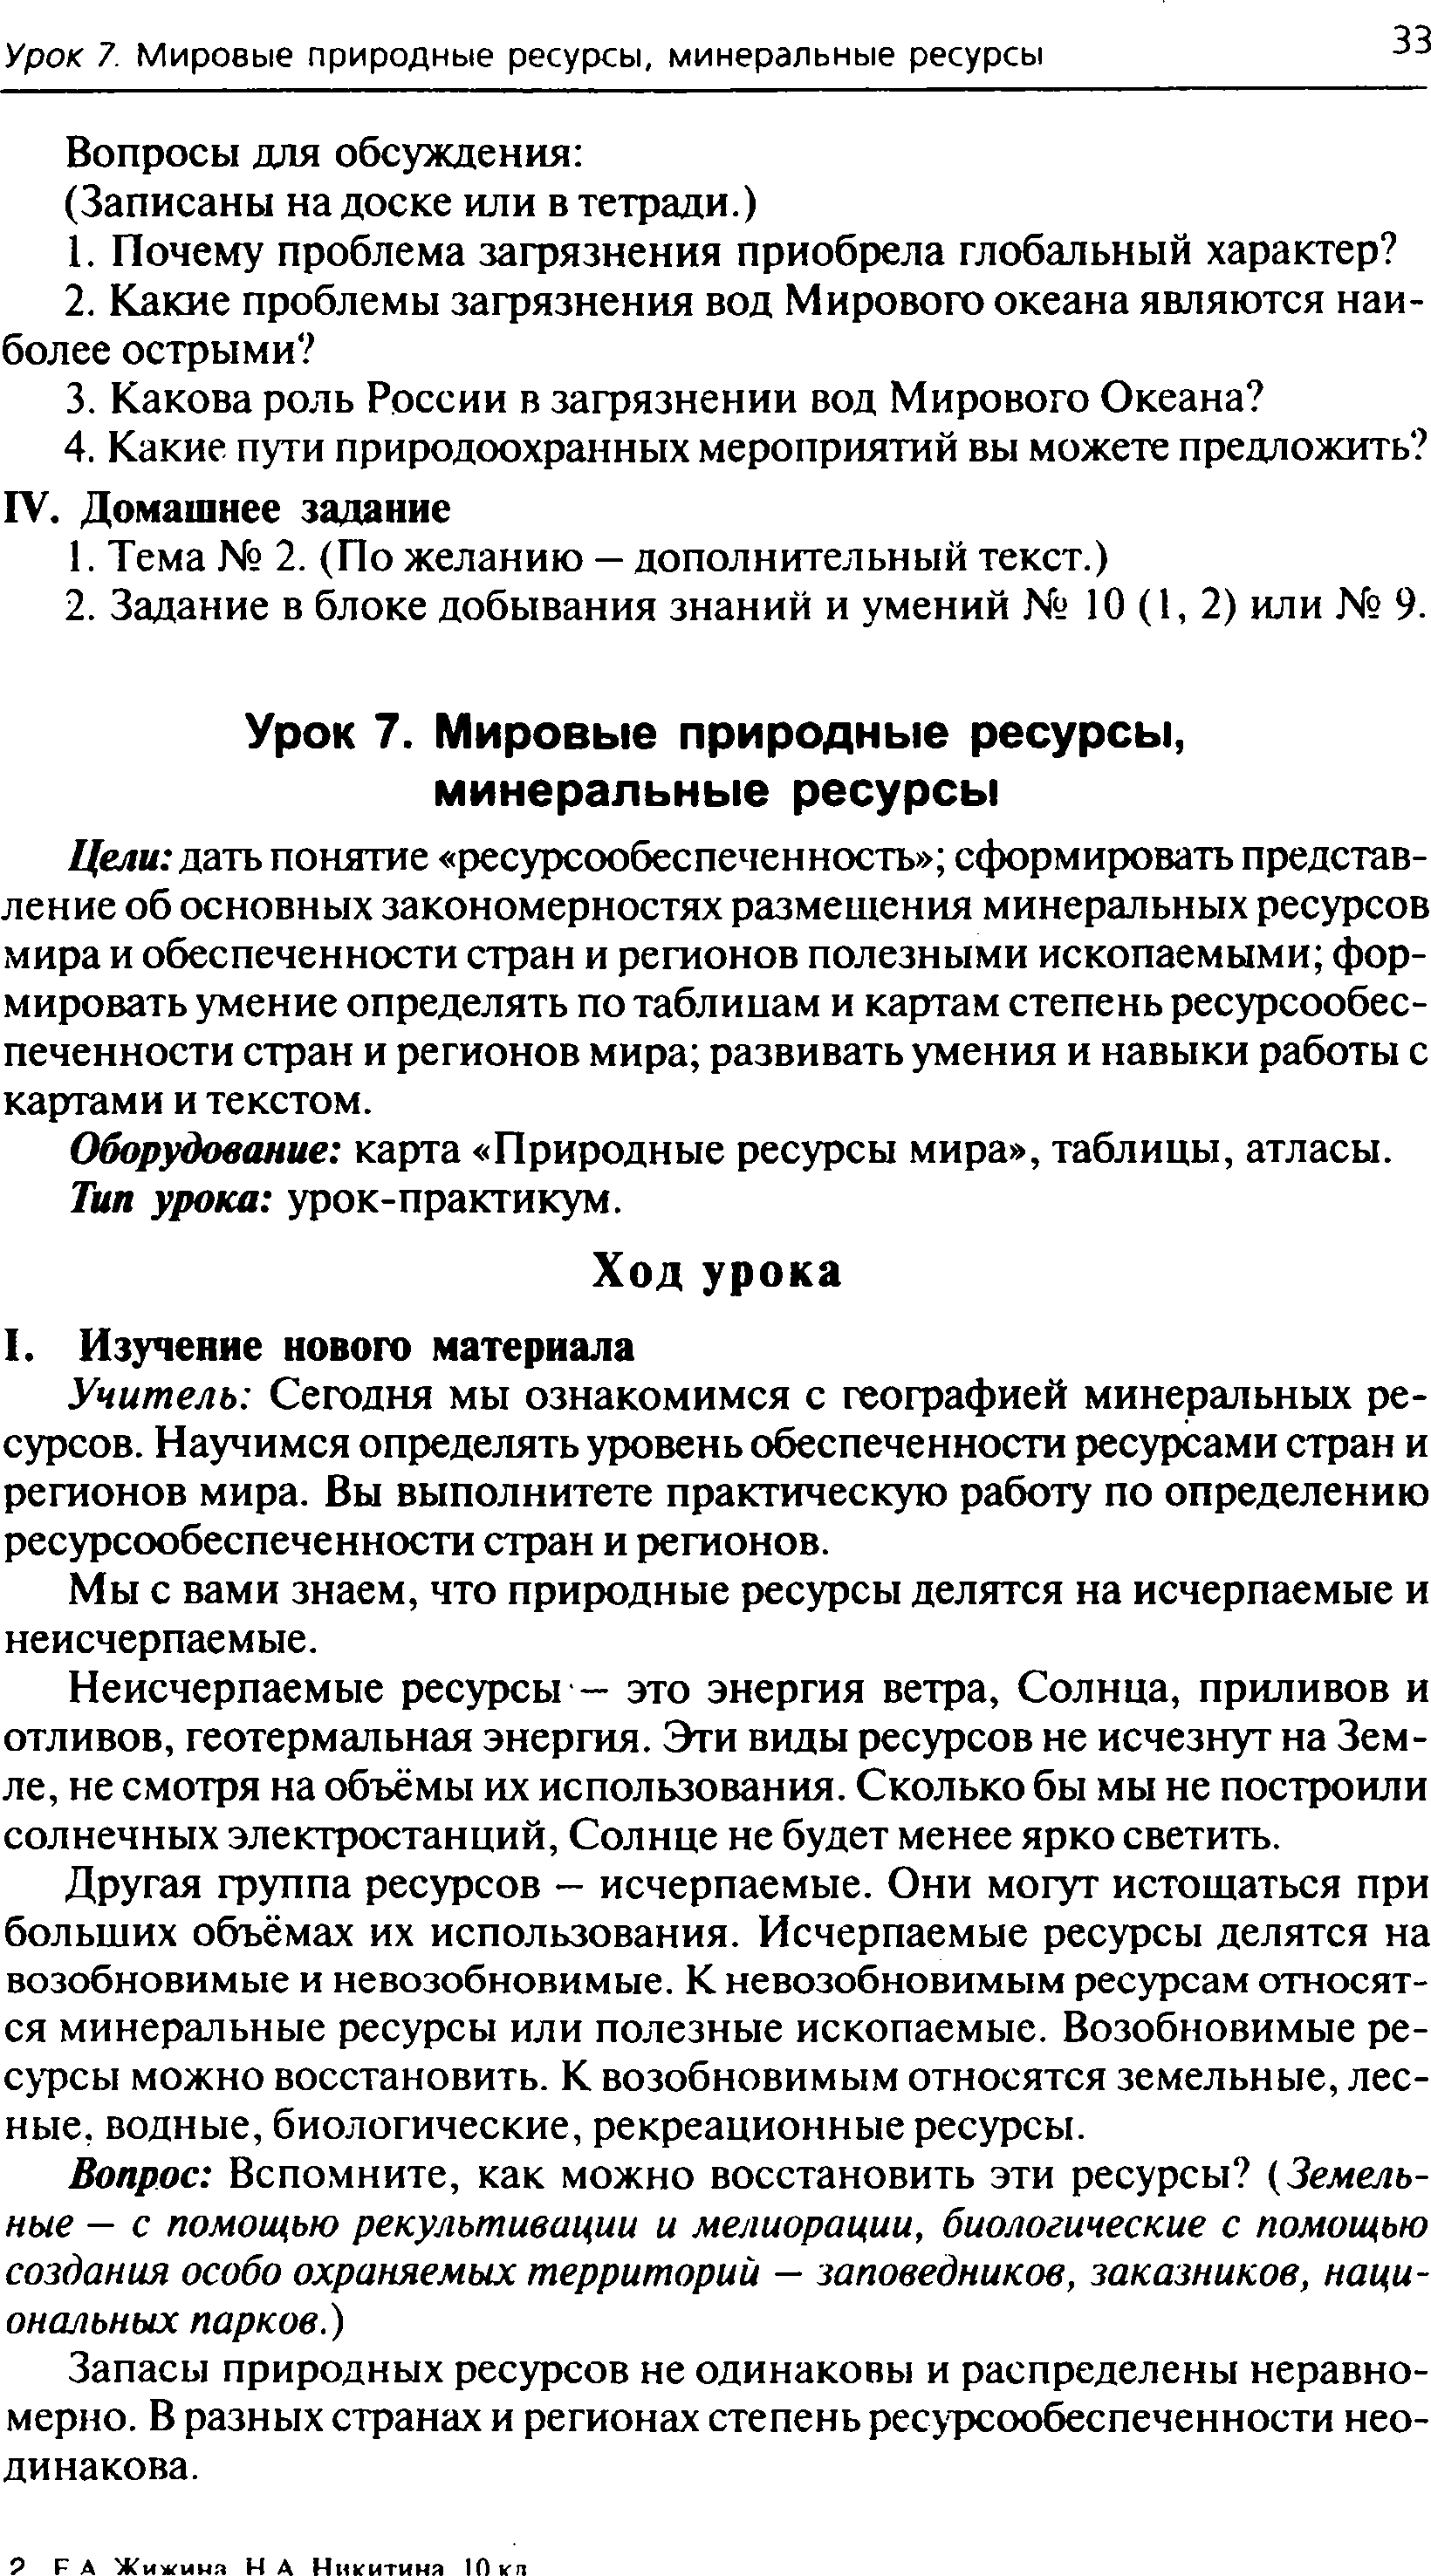 Урок 7. Мировые природные ресурсы, минеральные ресурсы 33
Вопросы для обсуждения:
(Записаны на доске или в тетради.)
1. Почему проблема загрязнения приобрела глобальный характер?
2. Какие проблемы загрязнения вод Мирового океана являются наи-
более острыми?
3. Какова роль России в загрязнении вод Мирового Океана?
4. Какие пути природоохранных мероприятий вы можете предложить?
IV. Домашнее задание
1. Тема № 2. (По желанию – дополнительный текст.)
2. Задание в блоке добывания знаний и умений № 10 (1, 2) или № 9.
Урок 7. Мировые природные ресурсы,
минеральные ресурсы
Цели: дать понятие «ресурсообеспеченность»; сформировать представ-
ление об основных закономерностях размещения минеральных ресурсов
мира и обеспеченности стран и регионов полезными ископаемыми; фор-
мировать умение определять по таблицам и картам степень ресурсообес-
печенности стран и регионов мира; развивать умения и навыки работы с
картами и текстом.
Оборудование: карта «Природные ресурсы мира», таблицы, атласы.
Тип урока: урок-практикум.
Ход урока
I. Изучение нового материала
Учитель: Сегодня мы ознакомимся с географией минеральных ре-
сурсов. Научимся определять уровень обеспеченности ресурсами стран и
регионов мира. Вы выполнитете практическую работу по определению
ресурсообеспеченности стран и регионов.
Мы с вами знаем, что природные ресурсы делятся на исчерпаемые и
неисчерпаемые.
Неисчерпаемые ресурсы – это энергия ветра, Солнца, приливов и
отливов, геотермальная энергия. Эти виды ресурсов не исчезнут на Зем-
ле, не смотря на объёмы их использования. Сколько бы мы не построили
солнечных электростанций, Солнце не будет менее ярко светить.
Другая группа ресурсов – исчерпаемые. Они могут истощаться при
больших объёмах их использования. Исчерпаемые ресурсы делятся на
возобновимые и невозобновимые. К невозобновимым ресурсам относят-
ся минеральные ресурсы или полезные ископаемые. Возобновимые ре-
сурсы можно восстановить. К возобновимым относятся земельные, лес-
ные, водные, биологические, рекреационные ресурсы.
Вопрос: Вспомните, как можно восстановить эти ресурсы? (Земель-
ные – с помощью рекультивации и мелиорации, биологические с помощью
создания особо охраняемых территорий – заповедников, заказников, наци-
ональных парков.)
Запасы природных ресурсов не одинаковы и распределены неравно-
мерно. В разных странах и регионах степень ресурсообеспеченности нео-
динакова.
2 Е А Жижина Н А Никитина 10 кл